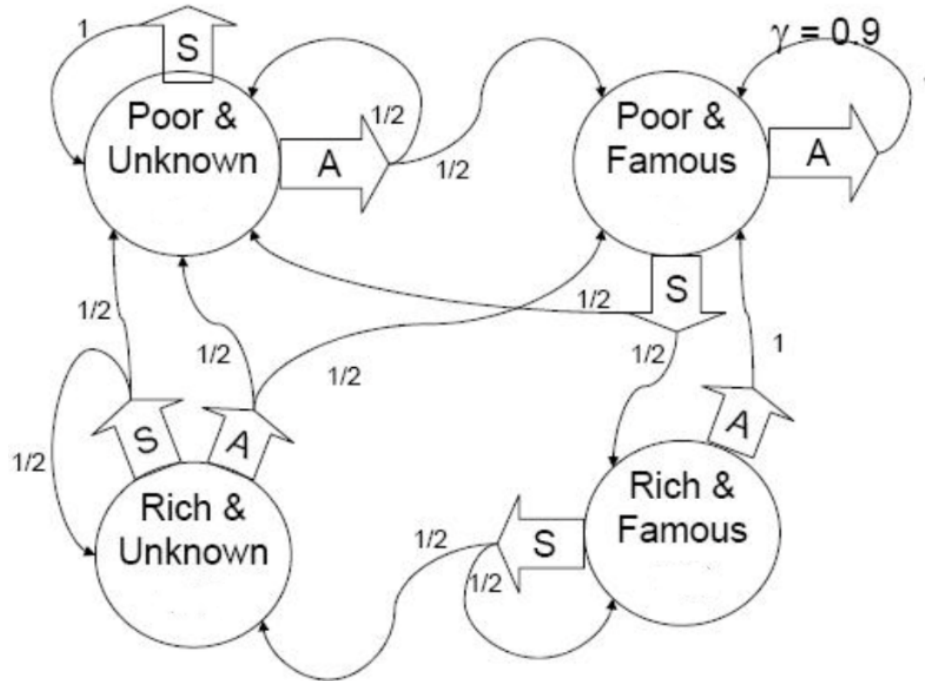 1
S
γ = 0.9
Poor &
Unknown
1/2
A
1/2
Poor &
Famous
A
S
1/2
1/2
1/2
1/2
1/2
1
S
A
A
1/2
Rich &
Unknown
1/2
S
1/2
Rich &
Famous